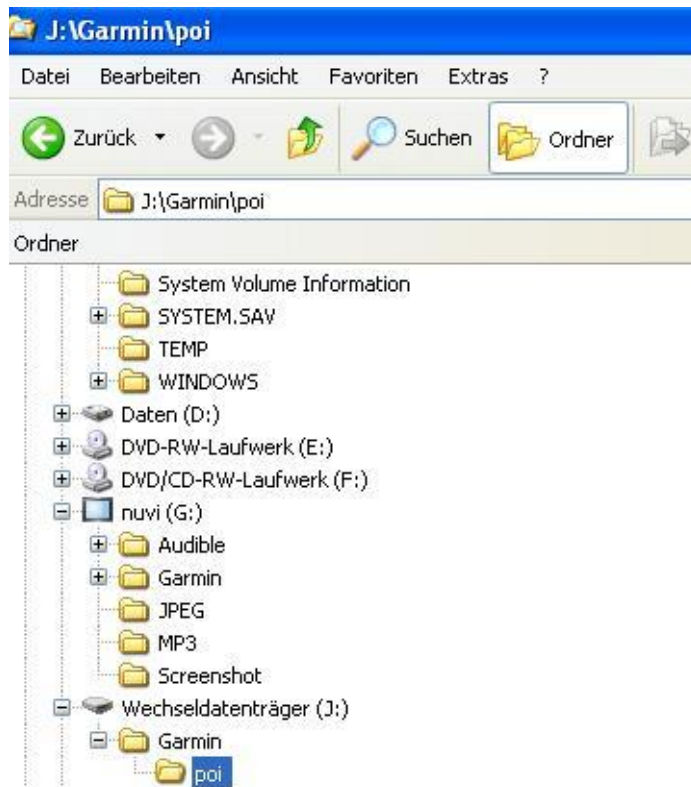 J:\Garmin\poi
Datei Bearbeiten Ansicht Favoriten Extras ?
Zurück Suchen Ordner
Adresse J:\Garmin\poi
Ordner
System Volume Information
SYSTEM.SAV
TEMP
WINDOWS
Daten (D:)
DVD-RW-Laufwerk (E:)
DVD/CD-RW-Laufwerk (F:)
nuvi (G:)
Audible
Garmin
JPEG
MP3
Screenshot
Wechseldatenträger (J:)
Garmin
poi